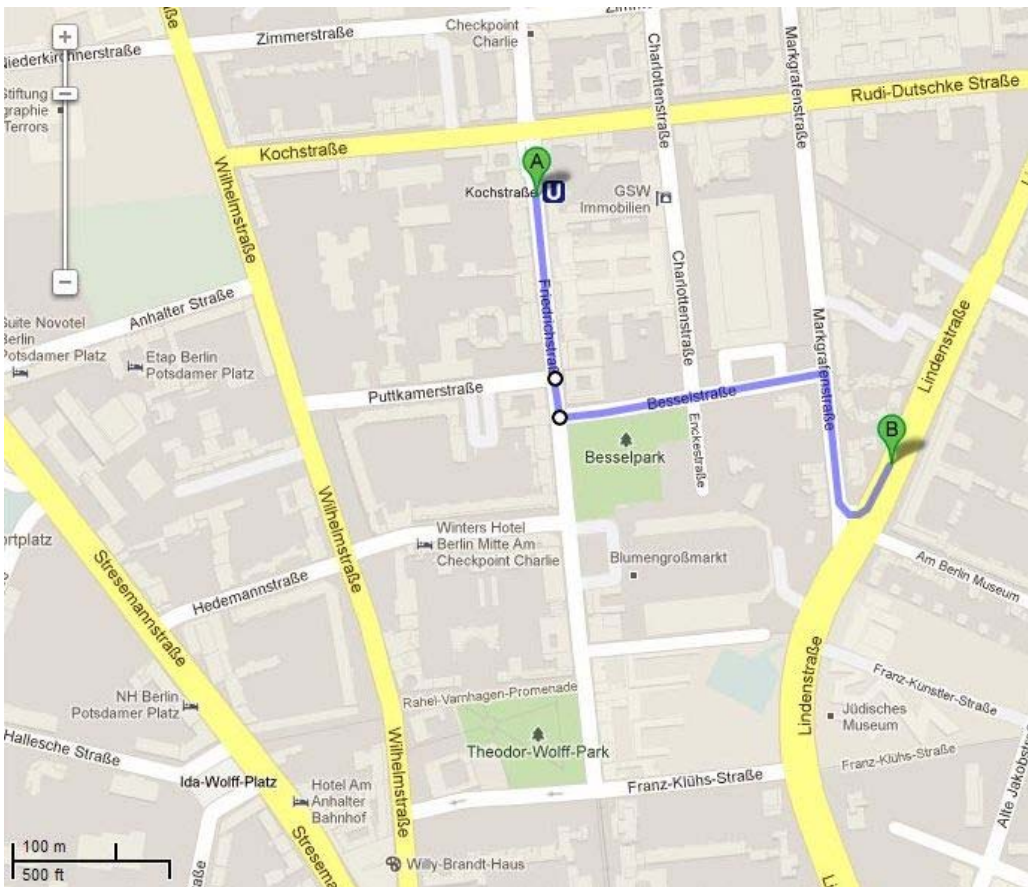 Zimmerstraße
Checkpoint
Charlie
Niederkirchnerstraße
Stiftung
graphie
Terrors
Charlottenstraße
Markgrafenstraße
Rudi-Dutschke Straße
Kochstraße
Wilhelmstraße
A
Kochstraße
U
GSW
Immobilien
Anhalter Straße
Friedrichstraße
Charlottenstraße
Markgrafenstraße
Lindenstraße
Suite Novotel
Berlin
Potsdamer Platz
Etap Berlin
Potsdamer Platz
Puttkamerstraße
Besselstraße
B
Besselpark
Enckestraße
Wilhelmstraße
Stresemannstraße
Winters Hotel
Berlin Mitte Am
Checkpoint Charlie
Blumengroßmarkt
Am Berlin Museum
Hedemannstraße
Lindenstraße
Franz-Künstler-Straße
NH Berlin
Potsdamer Platz
Rahel-Varnhagen-Promenade
Jüdisches
Museum
Hallesche Straße
Wilhelmstraße
Theodor-Wolff-Park
Franz-Klühs-Straße
Franz-Klühs-Straße
Ida-Wolff-Platz
Hotel Am
Anhalter
Bahnhof
Stresemannstraße
Alte Jakobstr
Willy-Brandt-Haus
100 m
500 ft